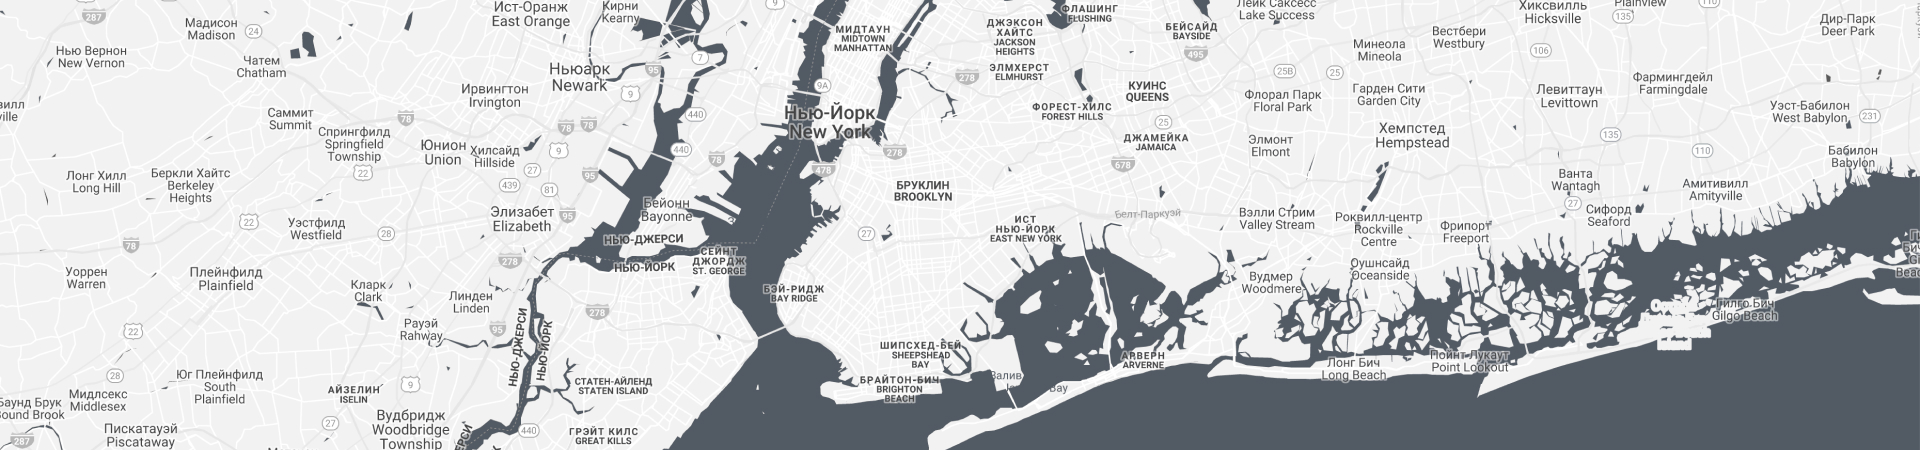 Ист-Оранж
East Orange
Кирни
Kearny
9
287
Мадисон
Madison
24
Нью Вернон
New Vernon
Чатем
Chatham
Ньюарк
Newark
95
7
9
МИДТАУН
MIDTOWN
MANHATTAN
9A
ДЖЭКСОН
ХАЙТС
JACKSON
HEIGHTS
ФЛАШИНГ
FLUSHING
БЕЙСАЙД
BAYSIDE
495
Лейк Саксесс
Lake Success
Хиксвилль
Hicksville
135
Plainview
110
Дир-Парк
Deer Park
Вестбери
Westbury
Минеола
Mineola
106
25B
25
278
ЭЛМХЕРСТ
ELMHURST
КУИНС
QUEENS
Флорал Парк
Floral Park
Гарден Сити
Garden City
Левиттаун
Levittown
Фармингдейл
Farmingdale
Уэст-Бабилон
West Babylon
231
Ирвингтон
Irvington
Саммит
Summit
Спрингфилд
Springfield
Township
78
78
78
440
Нью-Йорк
New York
ФОРЕСТ-ХИЛС
FOREST HILLS
25
ДЖАМЕЙКА
JAMAICA
678
Элмонт
Elmont
Хемпстед
Hempstead
135
110
Бабилон
Babylon
Юнион
Union
Хилсайд
Hillside
9
440
78
278
478
22
27
439
81
95
Лонг Хилл
Long Hill
Беркли Хайтс
Berkeley
Heights
БРУКЛИН
BROOKLYN
Ванта
Wantagh
27
Амитивилл
Amityville
Сифорд
Seaford
Элизабет
Elizabeth
95
Бейонн
Bayonne
22
Уэстфилд
Westfield
28
78
НЬЮ-ДЖЕРСИ
НЬЮ-ЙОРК
СЕЙНТ
ДЖОРДЖ
ST. GEORGE
27
ИСТ
НЬЮ-ЙОРК
EAST NEW YORK
Белт-Паркуэй
Вэлли Стрим
Valley Stream
Роквилл-центр
Rockville
Centre
Фрипорт
Freeport
278
Уоррен
Warren
Плейнфилд
Plainfield
Кларк
Clark
Линден
Linden
БЭЙ-РИДЖ
BAY RIDGE
Вудмер
Woodmere
Оушнсайд
Oceanside
Гилго Бич
Gilgo Beach
278
22
Рауэй
Rahway
95
НЬЮ-ДЖЕРСИ
НЬЮ-ЙОРК
ШИПСХЕД-БЕЙ
SHEEPSHEAD
BAY
АРВЕРН
ARVERNE
Лонг Бич
Long Beach
Пойнт Лукаут
Point Lookout
28
Юг Плейнфилд
South
Plainfield
АЙЗЕЛИН
ISELIN
9
СТАТЕН-АЙЛЕНД
STATEN ISLAND
БРАЙТОН-БИЧ
BRIGHTON
BEACH
Залив
Bay
Мидлсекс
Middlesex
Баунд Брук
Bound Brook
287
Пискатауэй
Piscataway
27
Вудбридж
Woodbridge
Township
440
ГРЭЙТ КИЛС
GREAT KILLS